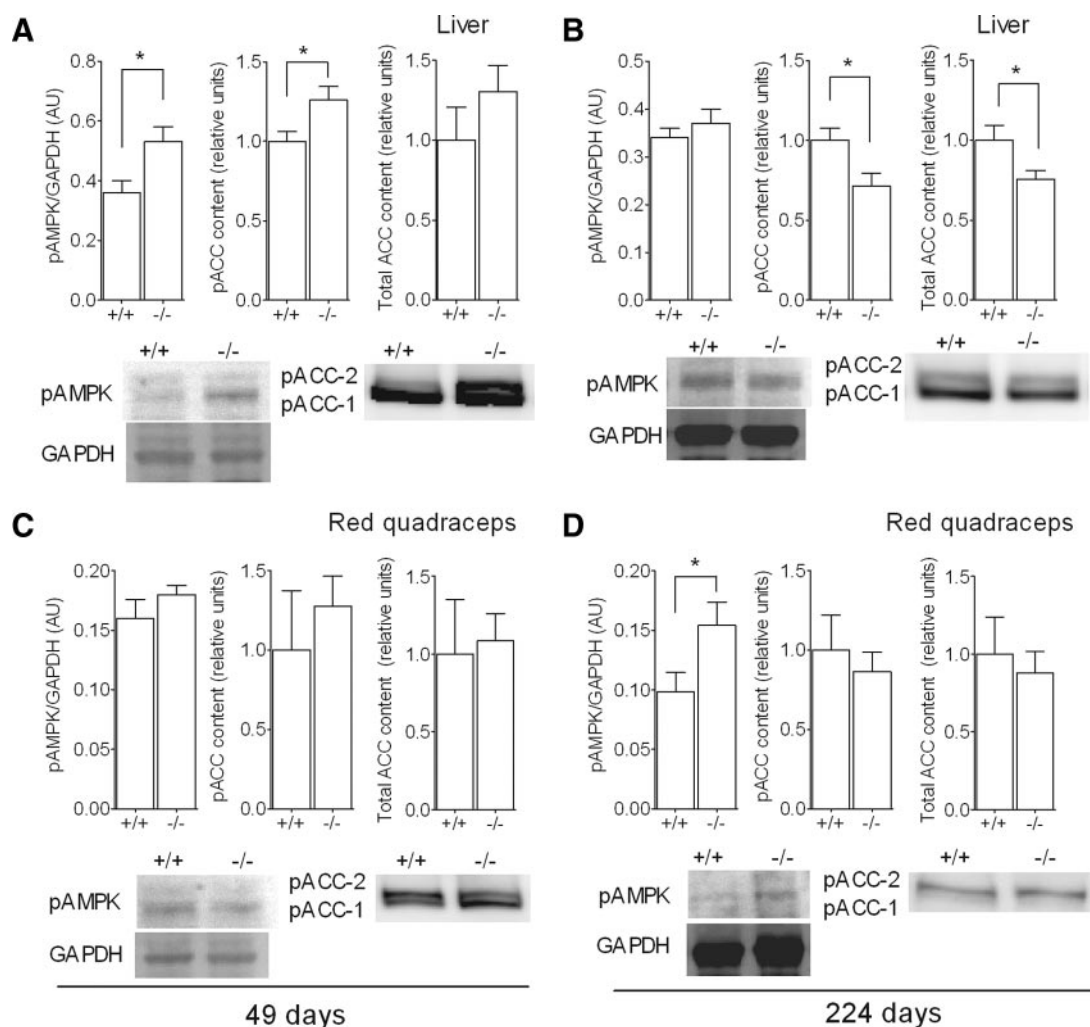 A
Liver
pAMPK/GAPDH (AU)
0.8
0.6
0.4
0.2
0.0
+/+ -/-
*
pACC content (relative units)
1.5
1.0
0.5
0.0
+/+ -/-
*
Total ACC content (relative units)
1.5
1.0
0.5
0.0
+/+ -/-
+/+ -/-
pAMPK
GAPDH
+/+ -/-
pACC-2
pACC-1
B
Liver
pAMPK/GAPDH (AU)
0.5
0.4
0.3
0.2
0.1
0.0
+/+ -/-
pACC content (relative units)
1.5
1.0
0.5
0.0
+/+ -/-
*
Total ACC content (relative units)
1.5
1.0
0.5
0.0
+/+ -/-
*
+/+ -/-
pAMPK
GAPDH
+/+ -/-
pACC-2
pACC-1
C
Red quadraceps
pAMPK/GAPDH (AU)
0.20
0.15
0.10
0.05
0.00
+/+ -/-
pACC content (relative units)
1.5
1.0
0.5
0.0
+/+ -/-
Total ACC content (relative units)
1.5
1.0
0.5
0.0
+/+ -/-
+/+ -/-
pAMPK
GAPDH
+/+ -/-
pACC-2
pACC-1
49 days
D
Red quadraceps
pAMPK/GAPDH (AU)
0.20
0.15
0.10
0.05
0.00
+/+ -/-
*
pACC content (relative units)
1.5
1.0
0.5
0.0
+/+ -/-
Total ACC content (relative units)
1.5
1.0
0.5
0.0
+/+ -/-
+/+ -/-
pAMPK
GAPDH
+/+ -/-
pACC-2
pACC-1
224 days